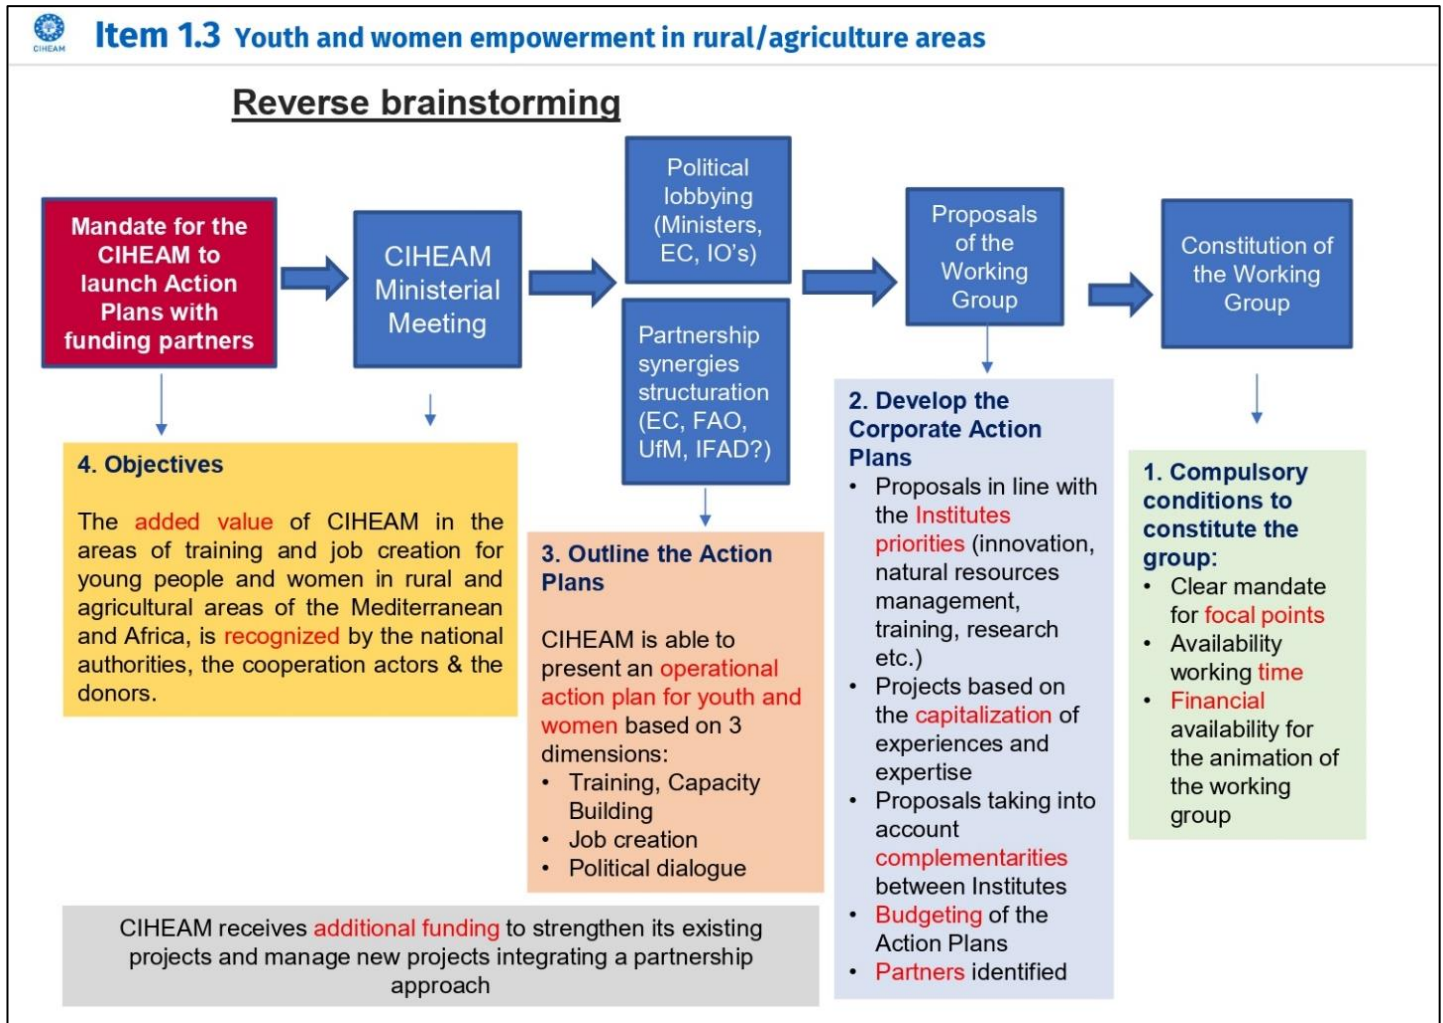 CIHEAM
Item 1.3 Youth and women empowerment in rural/agriculture areas
Reverse brainstorming
Mandate for the
CIHEAM to
launch Action
Plans with
funding partners
CIHEAM
Ministerial
Meeting
Political
lobbying
(Ministers,
EC, IO's)
Partnership
synergies
structuration
(EC, FAO,
UfM, IFAD?)
Proposals
of the
Working
Group
Constitution of
the Working
Group
4. Objectives
The added value of CIHEAM in the
areas of training and job creation for
young people and women in rural and
agricultural areas of the Mediterranean
and Africa, is recognized by the national
authorities, the cooperation actors & the
donors.
3. Outline the Action
Plans
CIHEAM is able to
present an operational
action plan for youth and
women based on 3
dimensions:
• Training, Capacity
Building
• Job creation
• Political dialogue
2. Develop the
Corporate Action
Plans
• Proposals in line with
the Institutes
priorities (innovation,
natural resources
management,
training, research
etc.)
• Projects based on
the capitalization of
experiences and
expertise
• Proposals taking into
account
complementarities
between Institutes
• Budgeting of the
Action Plans
• Partners identified
1. Compulsory
conditions to
constitute the
group:
• Clear mandate
for focal points
• Availability
working time
• Financial
availability for
the animation of
the working
group
CIHEAM receives additional funding to strengthen its existing
projects and manage new projects integrating a partnership
approach